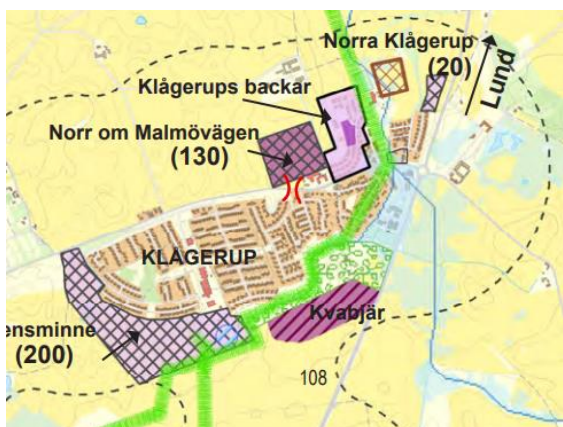 Norra Klågerup
(20)
Lund
Klågerups backar
Norr om Malmövägen
(130)
KLÅGERUP
ensminne
(200)
Kvabjär
108